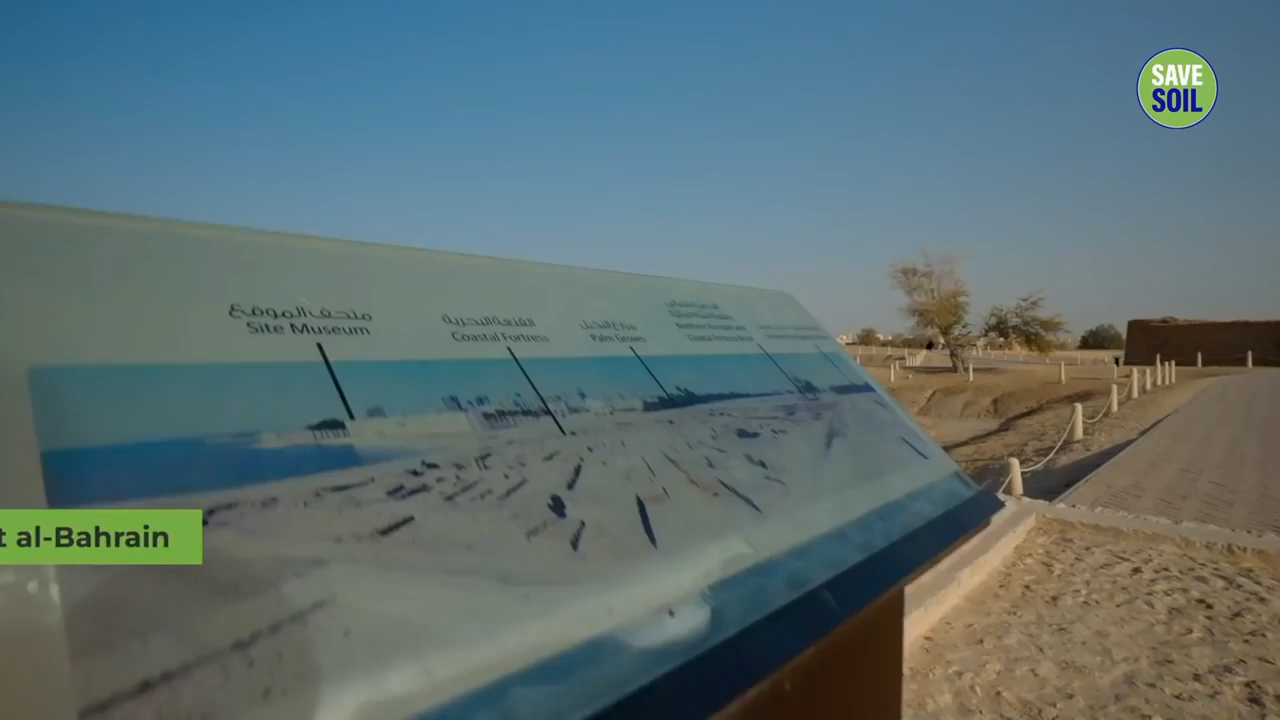 SAVE
SOIL
متحف الموقع
Site Museum
القلعة البحرية
Coastal Fortress
مزارع النخيل
Palm Groves
t al-Bahrain